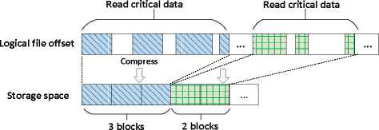 Read critical data Read critical data
Logical file offset ... ...
Compress
Storage space ...
3 blocks 2 blocks